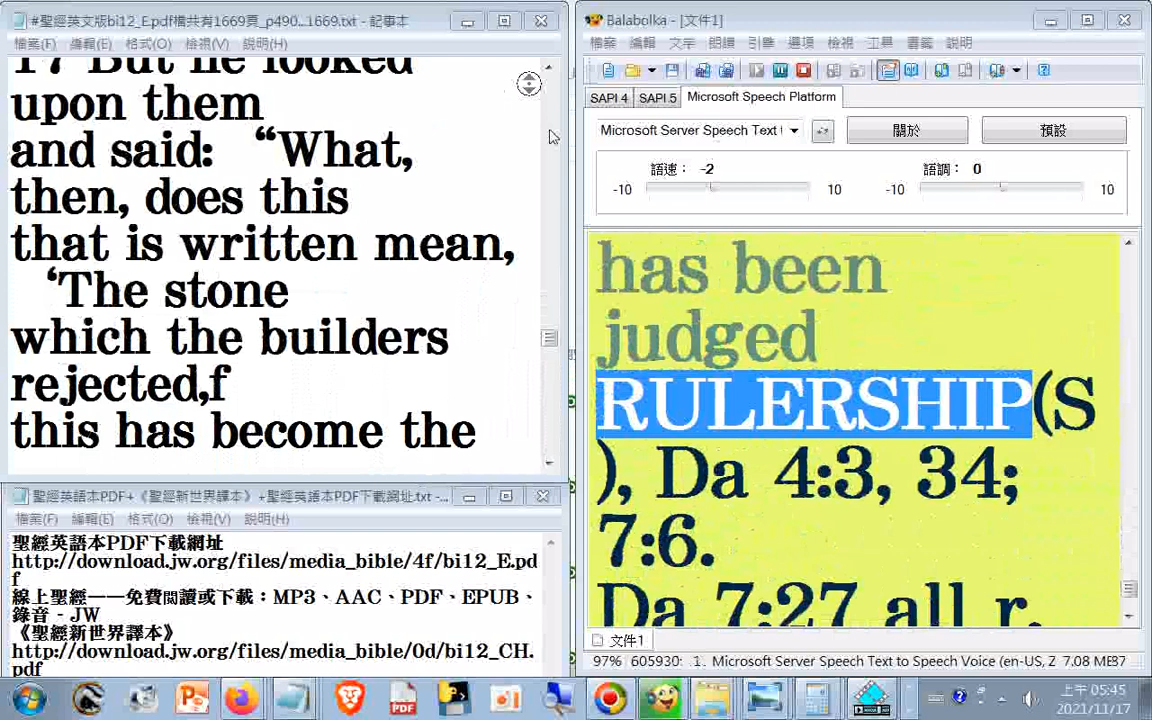 #聖經英文版bi12_E.pdf檔共有1669頁_p490...1669.txt - 記事本
檔案(F) 編輯(E) 格式(O) 檢視(V) 說明(H)
17 But he looked
upon them
and said: “What,
then, does this
that is written mean,
‘The stone
which the builders
rejected,f
this has become the
聖經英語本PDF+《聖經新世界譯本》+聖經英語本PDF下載網址.txt -...
檔案(F) 編輯(E) 格式(O) 檢視(V) 說明(H)
聖經英語本PDF下載網址
http://download.jw.org/files/media_bible/4f/bi12_E.pd
f
線上聖經──免費閱讀或下載：MP3、AAC、PDF、EPUB、
錄音 - JW
《聖經新世界譯本》
http://download.jw.org/files/media_bible/0d/bi12_CH.
pdf
Balabolka - [文件1]
檔案 編輯 文字 朗讀 引擎 選項 檢視 工具 書籤 說明
SAPI 4 SAPI 5 Microsoft Speech Platform
Microsoft Server Speech Text 關於 預設
語速： -2 語調： 0
-10 10 -10 10
has been
judged
RULERSHIP(S
), Da 4:3, 34;
7:6.
Da 7:27 all r.
文件1
97% 605930: .1. Microsoft Server Speech Text to Speech Voice (en-US, Z 7.08 MB
上午 05:45
2021/11/17